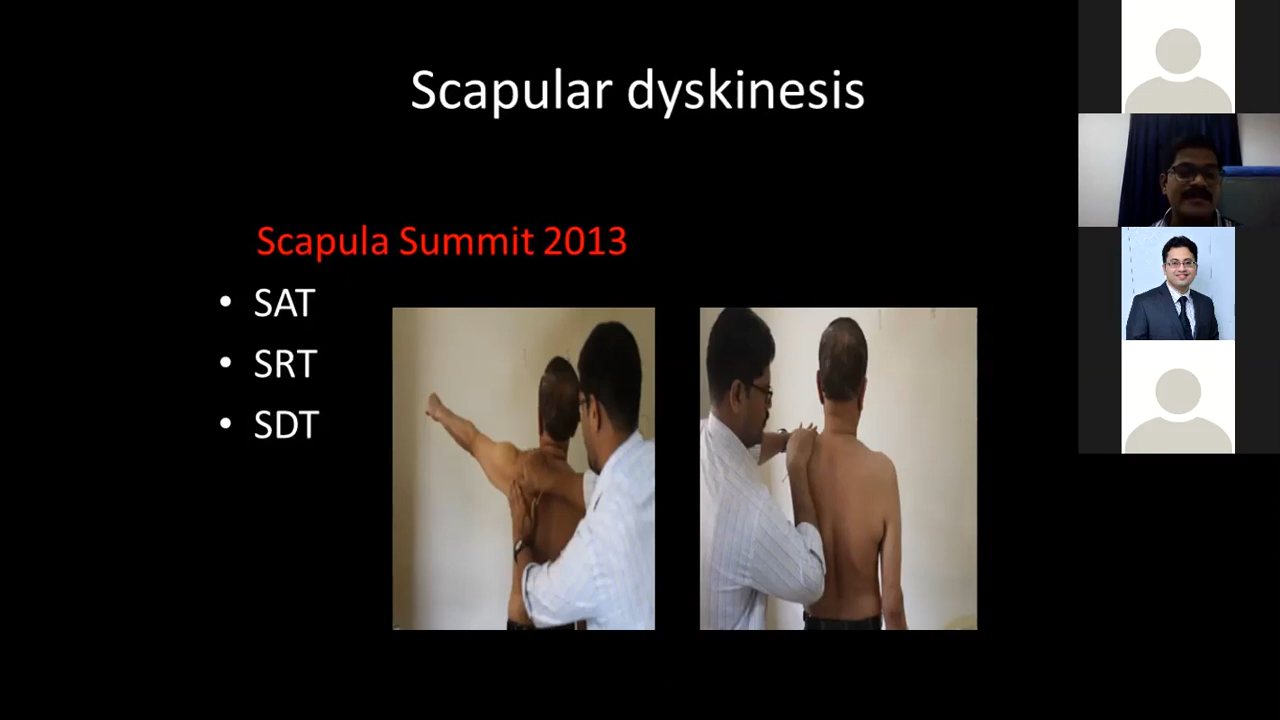 Scapular dyskinesis
Scapula Summit 2013
• SAT
• SRT
• SDT